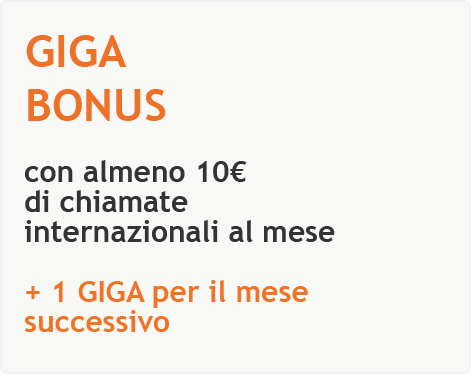 GIGA
BONUS
con almeno 10€
di chiamate
internazionali al mese
+ 1 GIGA per il mese
successivo